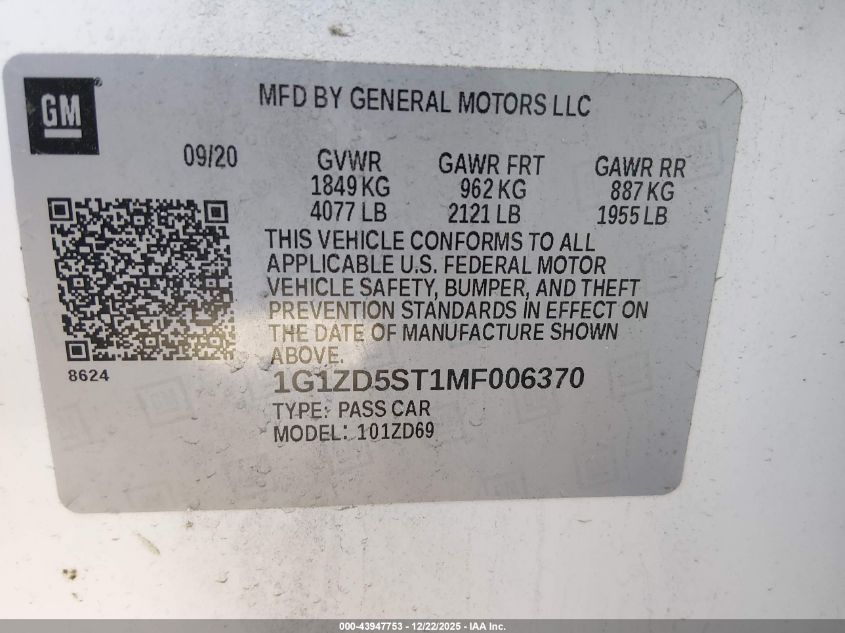 GM
MFD BY GENERAL MOTORS LLC
09/20
GVWR GAWR FRT GAWR RR
1849 KG 962 KG 887 KG
4077 LB 2121 LB 1955 LB
THIS VEHICLE CONFORMS TO ALL
APPLICABLE U.S. FEDERAL MOTOR
VEHICLE SAFETY, BUMPER, AND THEFT
PREVENTION STANDARDS IN EFFECT ON
THE DATE OF MANUFACTURE SHOWN
ABOVE.
8624
1G1ZD5ST1MF006370
TYPE: PASS CAR
MODEL: 101ZD69
000-43947753 - 12/22/2025 - IAA Inc.